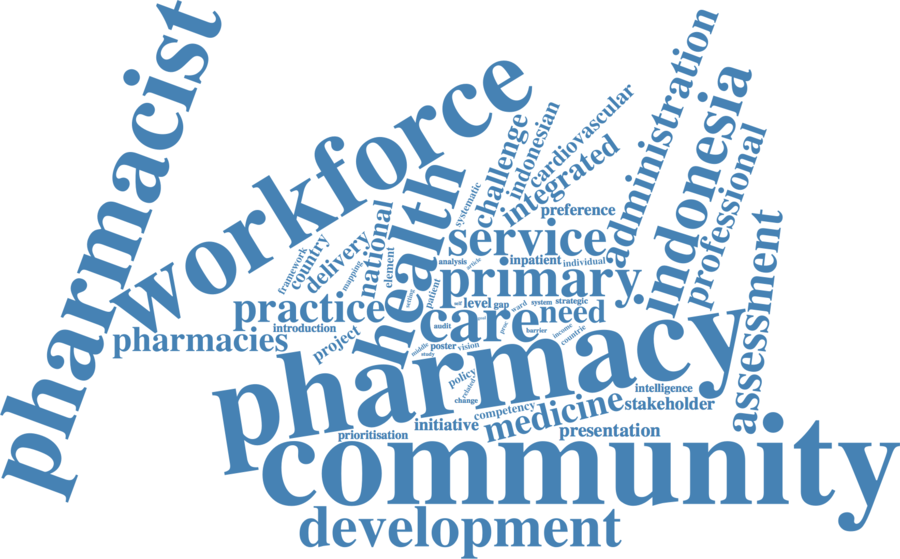 pharmacist
workforce
health
challenge
indonesian
cardiovascular
integrated
administration
indonesia
professional
assessment
systematic
preference
service
national
country
framework
delivery
mapping
element
analysis
article
inpatient
individual
primary
patient
setting
practice
level
gap
ward
system
strategic
care
need
introduction
pharmacies
project
audit
barrier
income
countrie
middle
study
poster
vision
pharmacy
policy
related
change
intelligence
stakeholder
competency
medicine
initiative
presentation
prioritisation
community
development